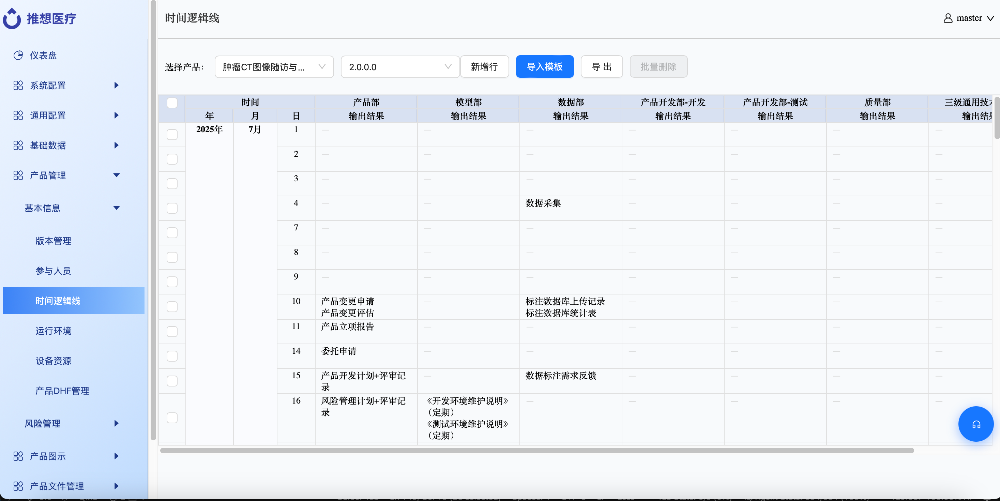 推想医疗
仪表盘
系统配置
通用配置
基础数据
产品管理
基本信息
版本管理
参与人员
时间逻辑线
运行环境
设备资源
产品DHF管理
风险管理
产品图示
产品文件管理
时间逻辑线
master
选择产品：
肿瘤CT图像随访与...
2.0.0.0
新增行
导入模板
导 出
批量删除
时间 产品部 模型部 数据部 产品开发部-开发 产品开发部-测试 质量部 三级通用技
年 月 日 输出结果 输出结果 输出结果 输出结果 输出结果 输出结果 输出结
2025年 7月 1 — — — — — — —
2 — — — — — — —
3 — — — — — — —
4 — — 数据采集 — — — —
7 — — — — — — —
8 — — — — — — —
9 — — — — — — —
10 产品变更申请 — 标注数据库上传记录 — — — —
产品变更评估 标注数据库统计表
11 产品立项报告 — — — — — —
14 委托申请 — — — — — —
15 产品开发计划+评审记 — 数据标注需求反馈 — — — —
录
16 风险管理计划+评审记 《开发环境维护说明》 — — — — —
录 （定期）
《测试环境维护说明》
（定期）